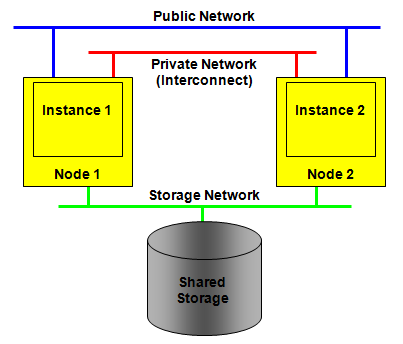 Public Network
Private Network
(Interconnect)
Instance 1
Instance 2
Node 1
Node 2
Storage Network
Shared
Storage